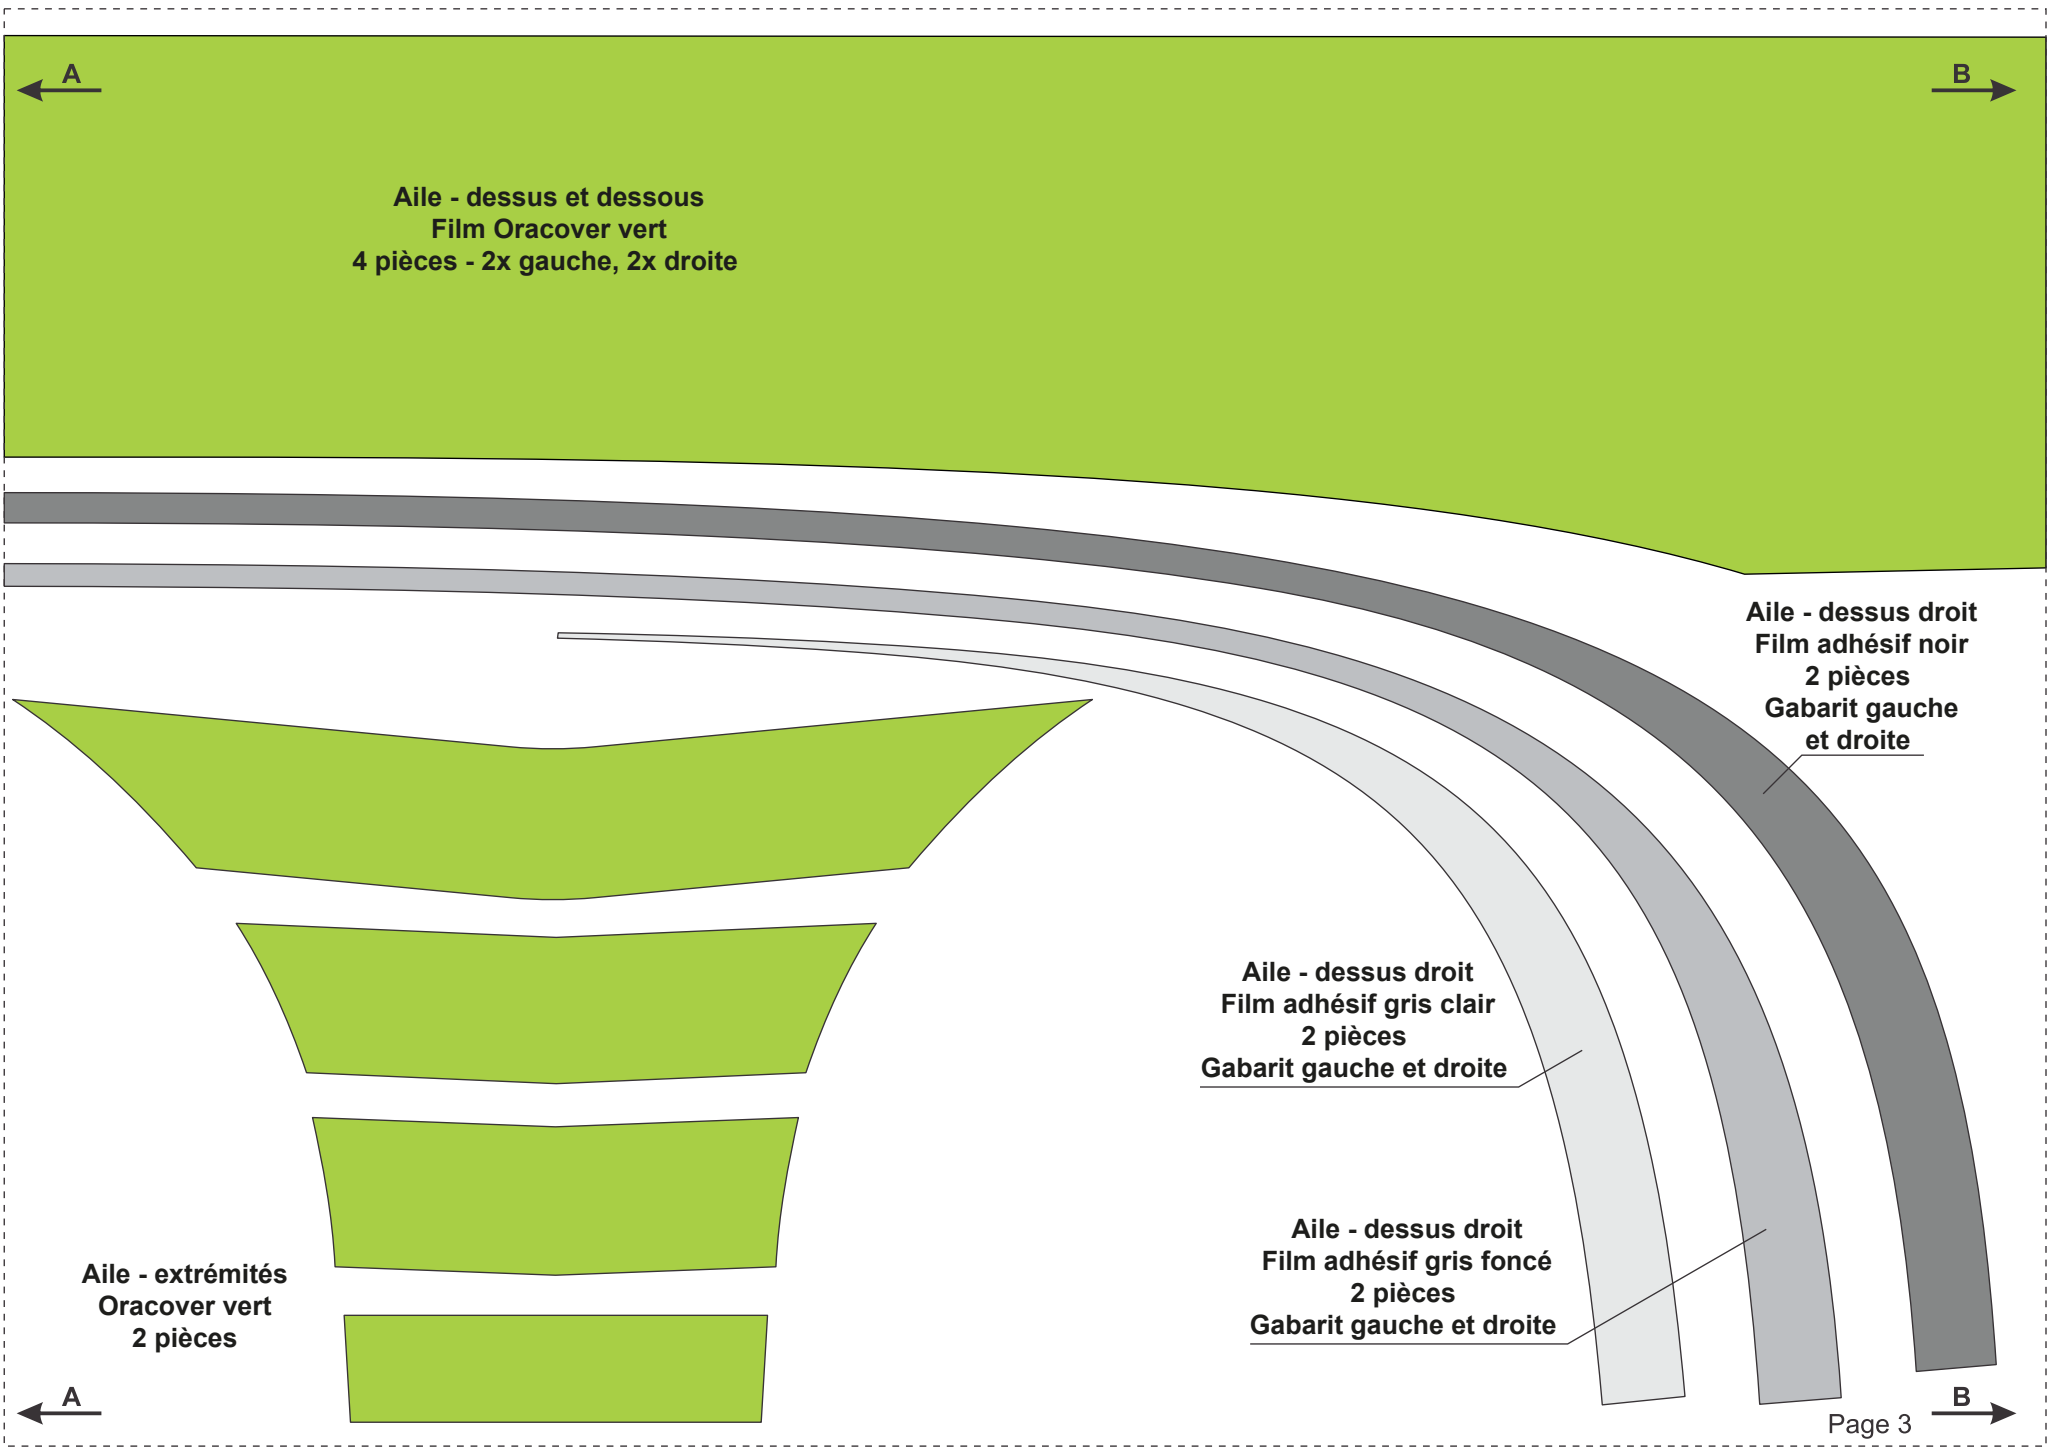 A
B
Aile - dessus et dessous
Film Oracover vert
4 pièces - 2x gauche, 2x droite
Aile - dessus droit
Film adhésif noir
2 pièces
Gabarit gauche
et droite
Aile - dessus droit
Film adhésif gris clair
2 pièces
Gabarit gauche et droite
Aile - dessus droit
Film adhésif gris foncé
2 pièces
Gabarit gauche et droite
Aile - extrémités
Oracover vert
2 pièces
A
B
Page 3